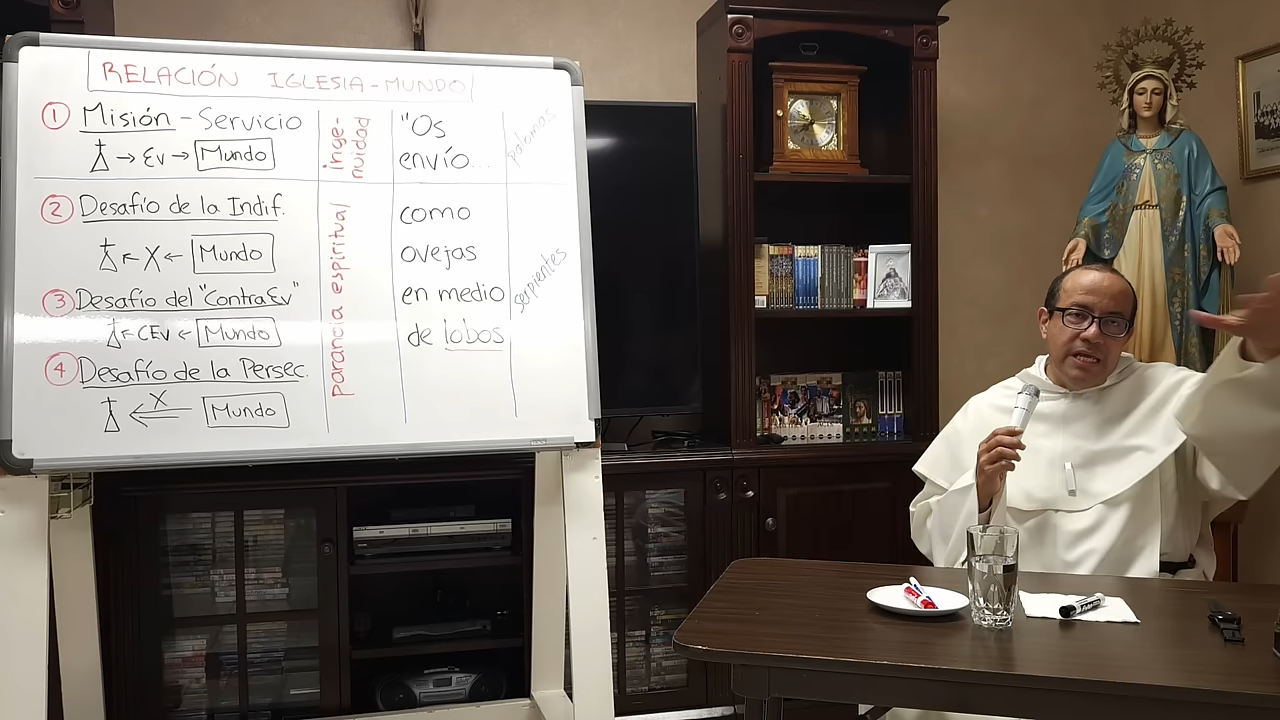 RELACIÓN IGLESIA-MUNDO
① Misión - Servicio
→ Ev → Mundo
② Desafío de la Indif.
← X ← Mundo
③ Desafío del "ContraEv"
← CEv ← Mundo
④ Desafío de la Persec.
← X Mundo
inge-
nuidad
paranoia espiritual
"Os
envío...
como
ovejas
en medio
de lobos
palomas
serpientes